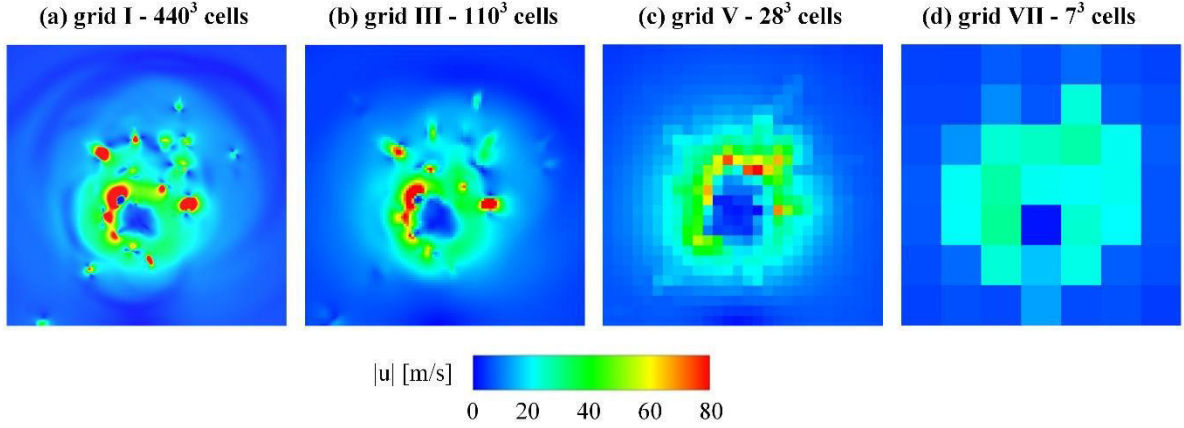 (a) grid I - 440³ cells
(b) grid III - 110³ cells
(c) grid V - 28³ cells
(d) grid VII - 7³ cells
|u| [m/s]
0 20 40 60 80